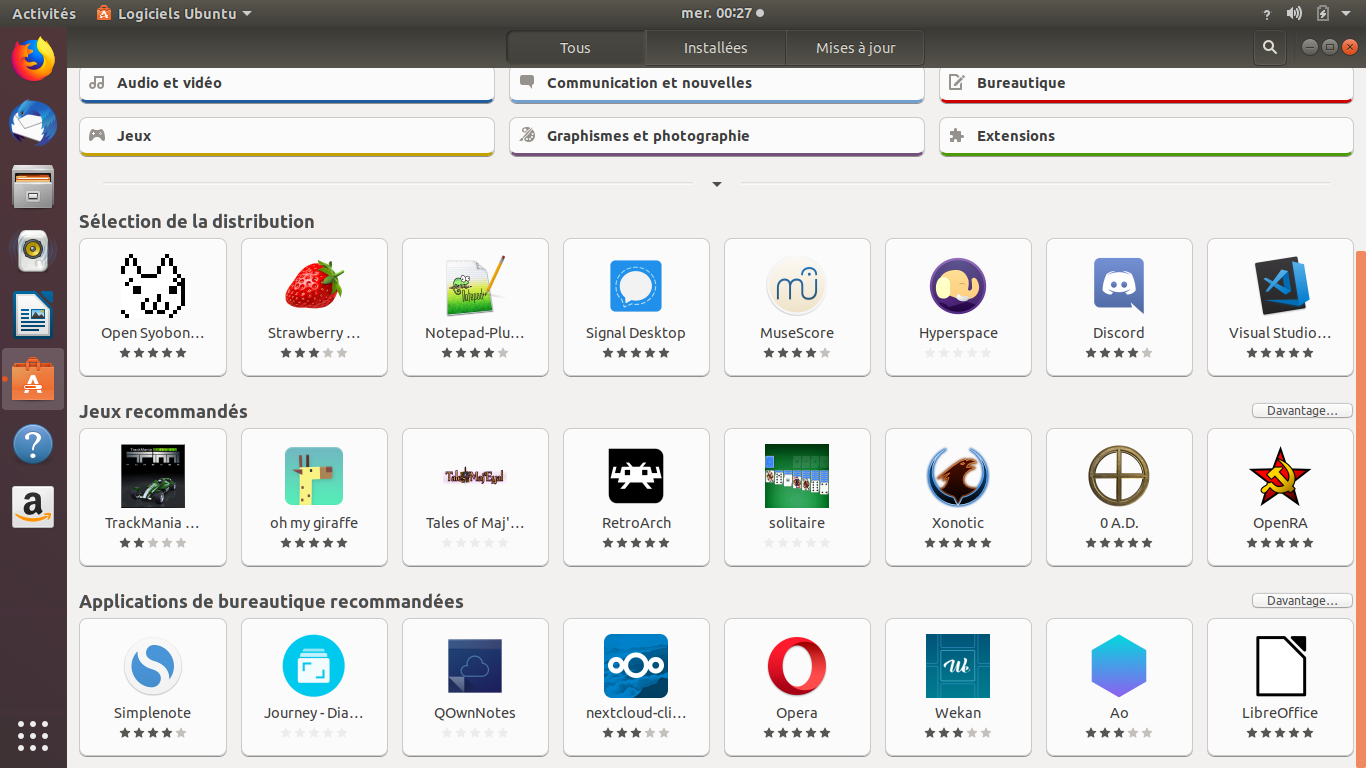 Activités
Logiciels Ubuntu
mer. 00:27
Tous
Installées
Mises à jour
Audio et vidéo
Communication et nouvelles
Bureautique
Jeux
Graphismes et photographie
Extensions
Sélection de la distribution
Open Syobon…
Strawberry …
Notepad-Plu…
Signal Desktop
MuseScore
Hyperspace
Discord
Visual Studio…
Jeux recommandés
Davantage…
TrackMania …
oh my giraffe
Tales of Maj'…
RetroArch
solitaire
Xonotic
0 A.D.
OpenRA
Applications de bureautique recommandées
Davantage…
Simplenote
Journey - Dia…
QOwnNotes
nextcloud-cli…
Opera
Wekan
Ao
LibreOffice